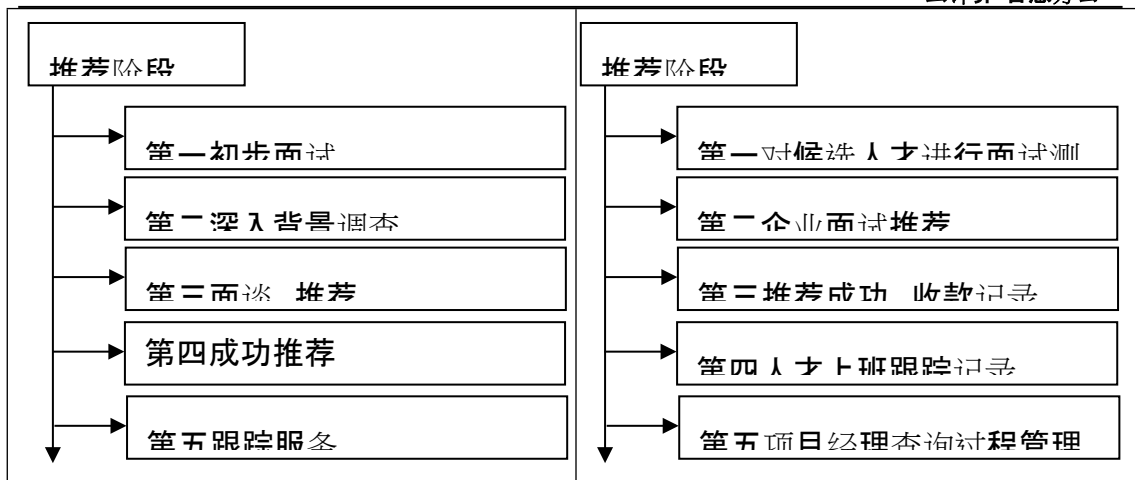 推荐阶段
第一初步面试
第二深入背景调查
第三面谈 推荐
第四成功推荐
第五跟踪服务
推荐阶段
第一对候选人才进行面试测
第二企业面试推荐
第三推荐成功 收款记录
第四人才上班跟踪记录
第五项目经理查询过程管理